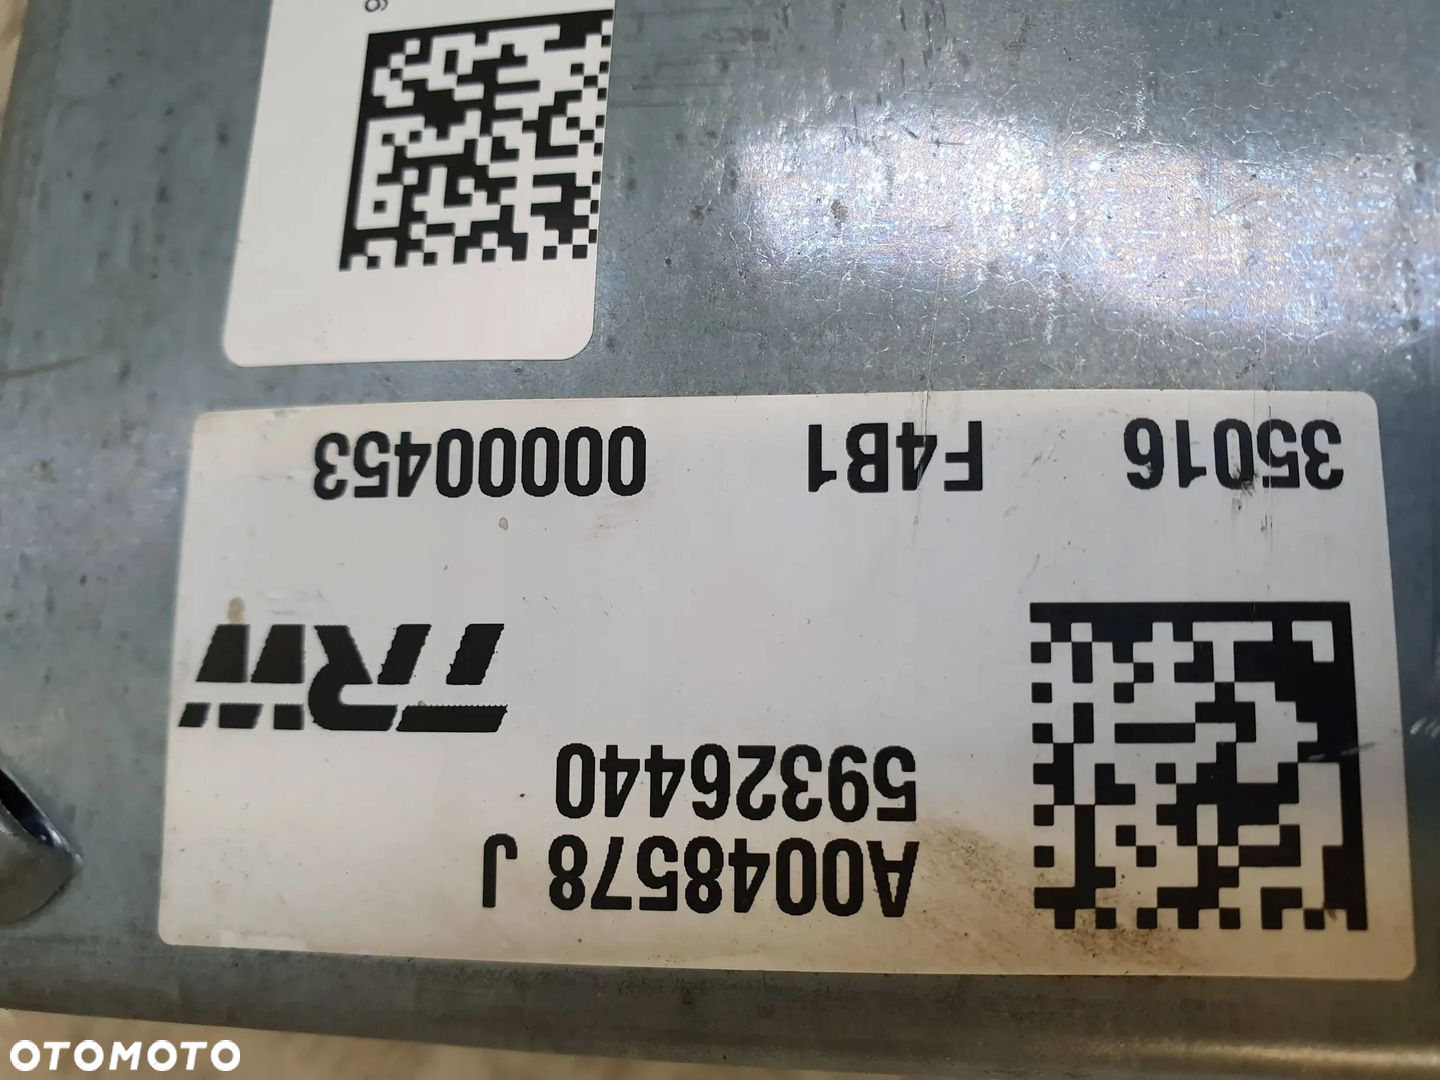 A0048578 J
59326440
TRW
35016 F4B1 00000453
OTOMOTO